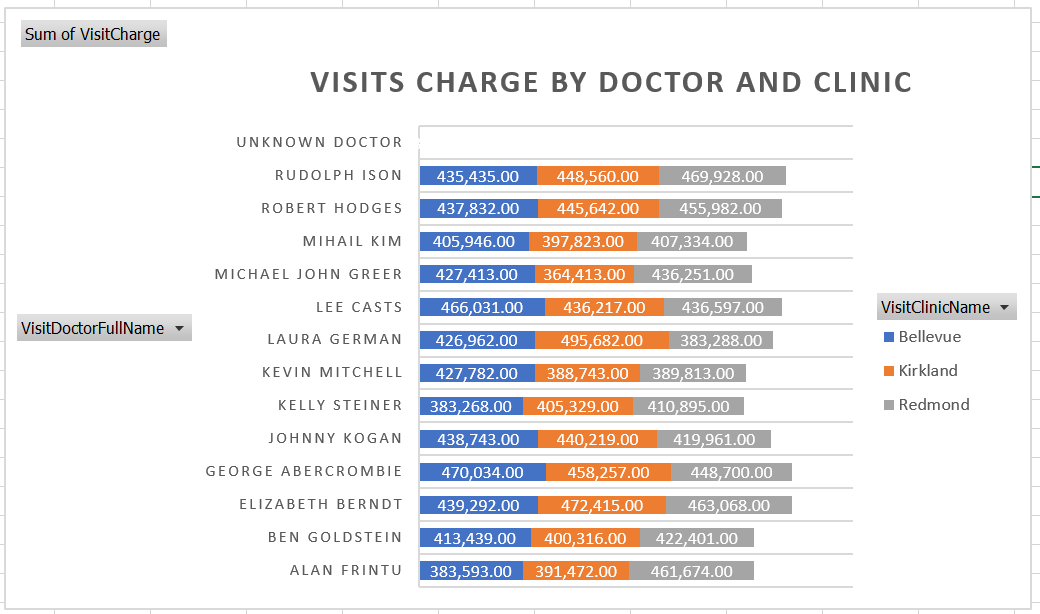 Sum of VisitCharge
VISITS CHARGE BY DOCTOR AND CLINIC
UNKNOWN DOCTOR
RUDOLPH ISON 435,435.00 448,560.00 469,928.00
ROBERT HODGES 437,832.00 445,642.00 455,982.00
MIHAIL KIM 405,946.00 397,823.00 407,334.00
MICHAEL JOHN GREER 427,413.00 364,413.00 436,251.00
LEE CASTS 466,031.00 436,217.00 436,597.00
LAURA GERMAN 426,962.00 495,682.00 383,288.00
KEVIN MITCHELL 427,782.00 388,743.00 389,813.00
KELLY STEINER 383,268.00 405,329.00 410,895.00
JOHNNY KOGAN 438,743.00 440,219.00 419,961.00
GEORGE ABERCROMBIE 470,034.00 458,257.00 448,700.00
ELIZABETH BERNDT 439,292.00 472,415.00 463,068.00
BEN GOLDSTEIN 413,439.00 400,316.00 422,401.00
ALAN FRINTU 383,593.00 391,472.00 461,674.00
VisitDoctorFullName
VisitClinicName
Bellevue
Kirkland
Redmond